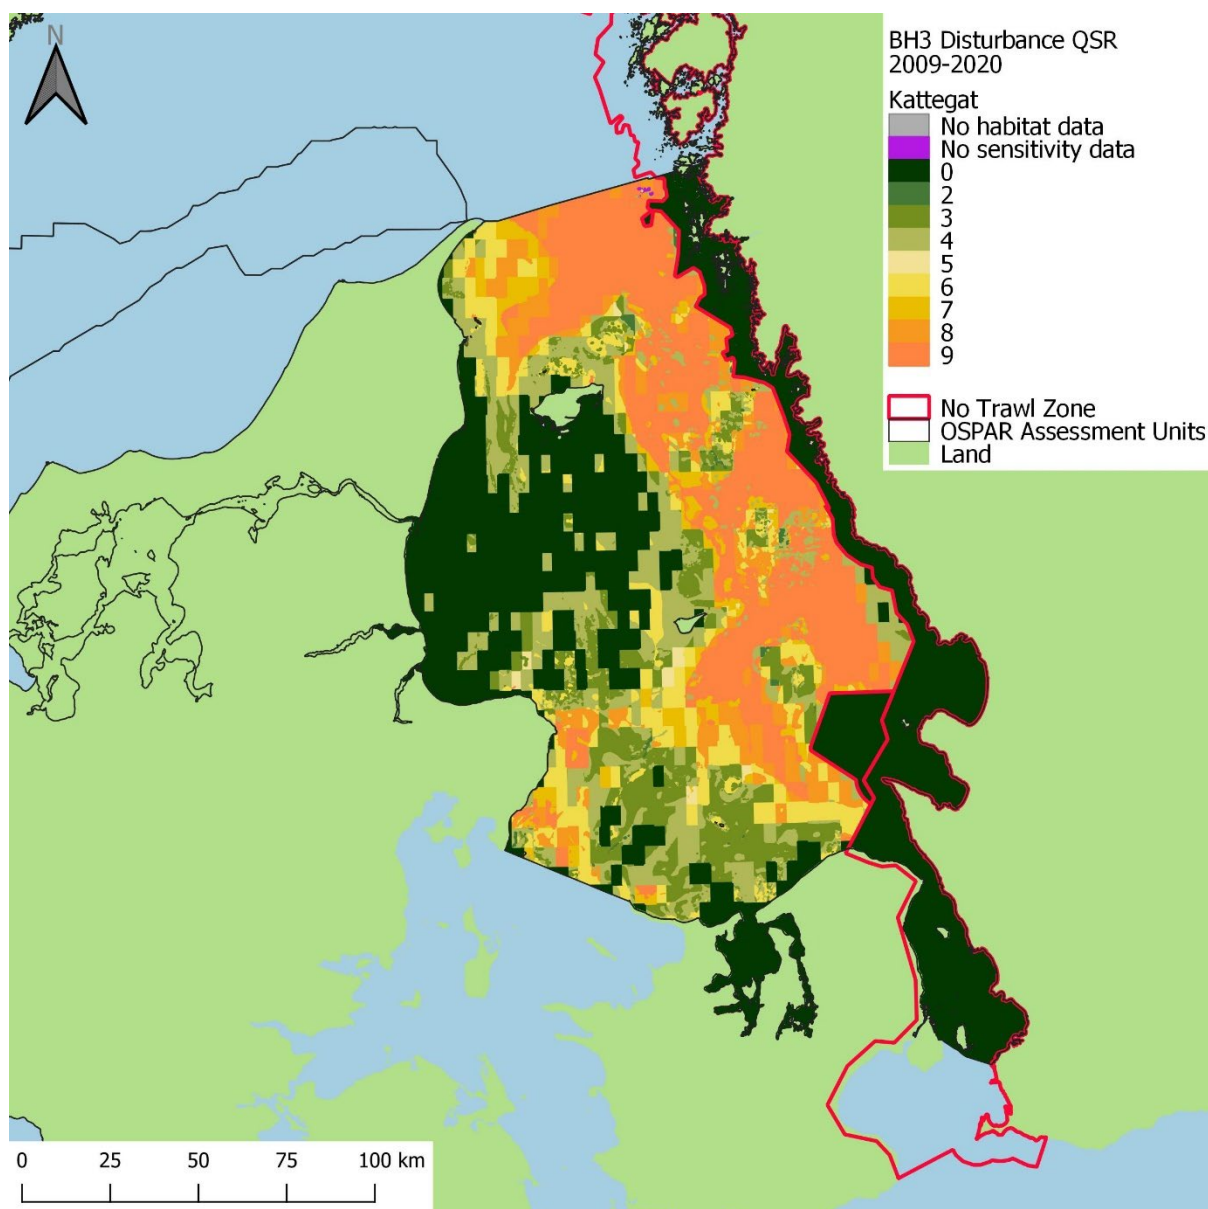 N
BH3 Disturbance QSR
2009-2020
Kattegat
No habitat data
No sensitivity data
0
2
3
4
5
6
7
8
9
No Trawl Zone
OSPAR Assessment Units
Land
0 25 50 75 100 km